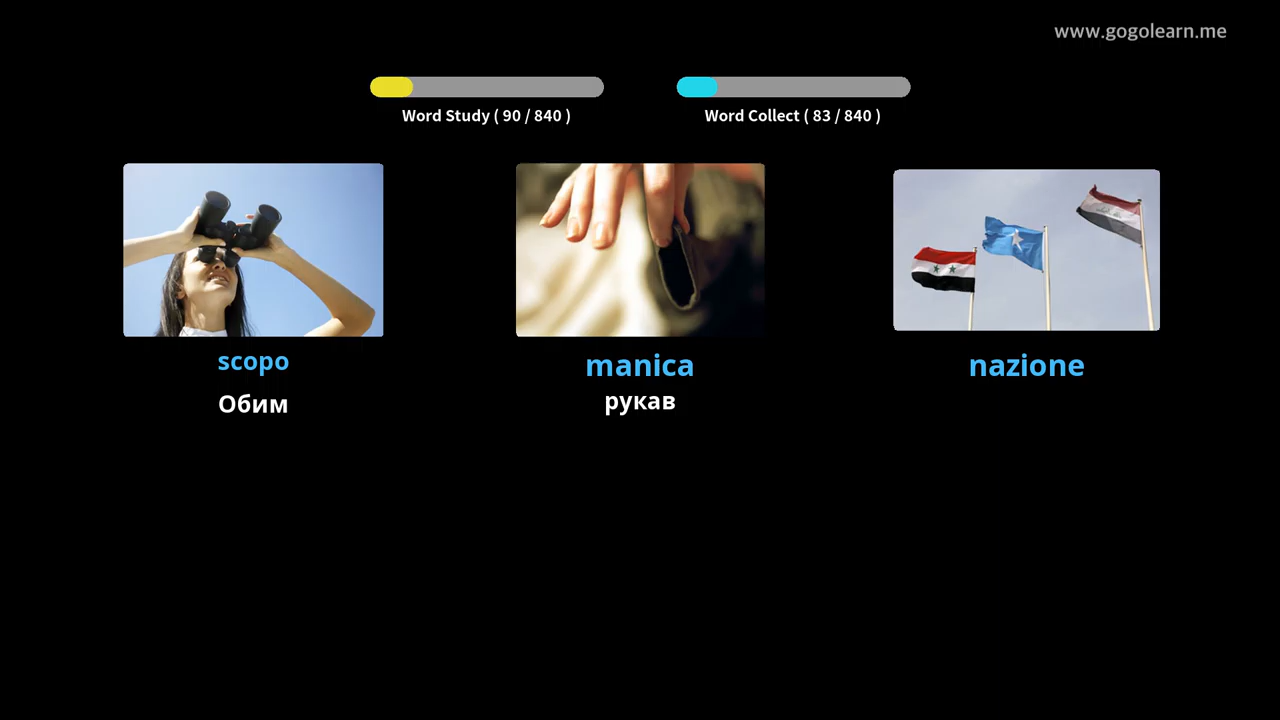 www.gogolearn.me
Word Study ( 90 / 840 )
Word Collect ( 83 / 840 )
scopo
Обим
manica
рукав
nazione